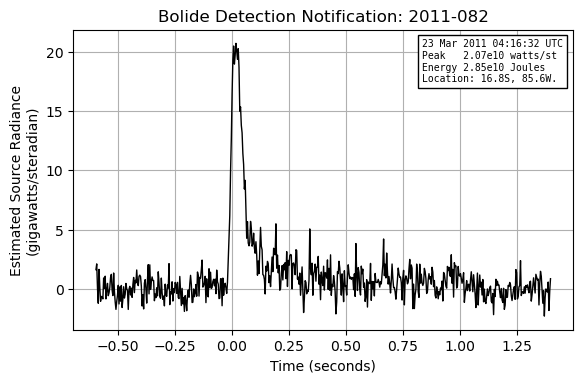 Bolide Detection Notification: 2011-082
23 Mar 2011 04:16:32 UTC
Peak   2.07e10 watts/st
Energy 2.85e10 Joules
Location: 16.8S, 85.6W.
Estimated Source Radiance
(gigawatts/steradian)
20
15
10
5
0
−0.50 −0.25 0.00 0.25 0.50 0.75 1.00 1.25
Time (seconds)